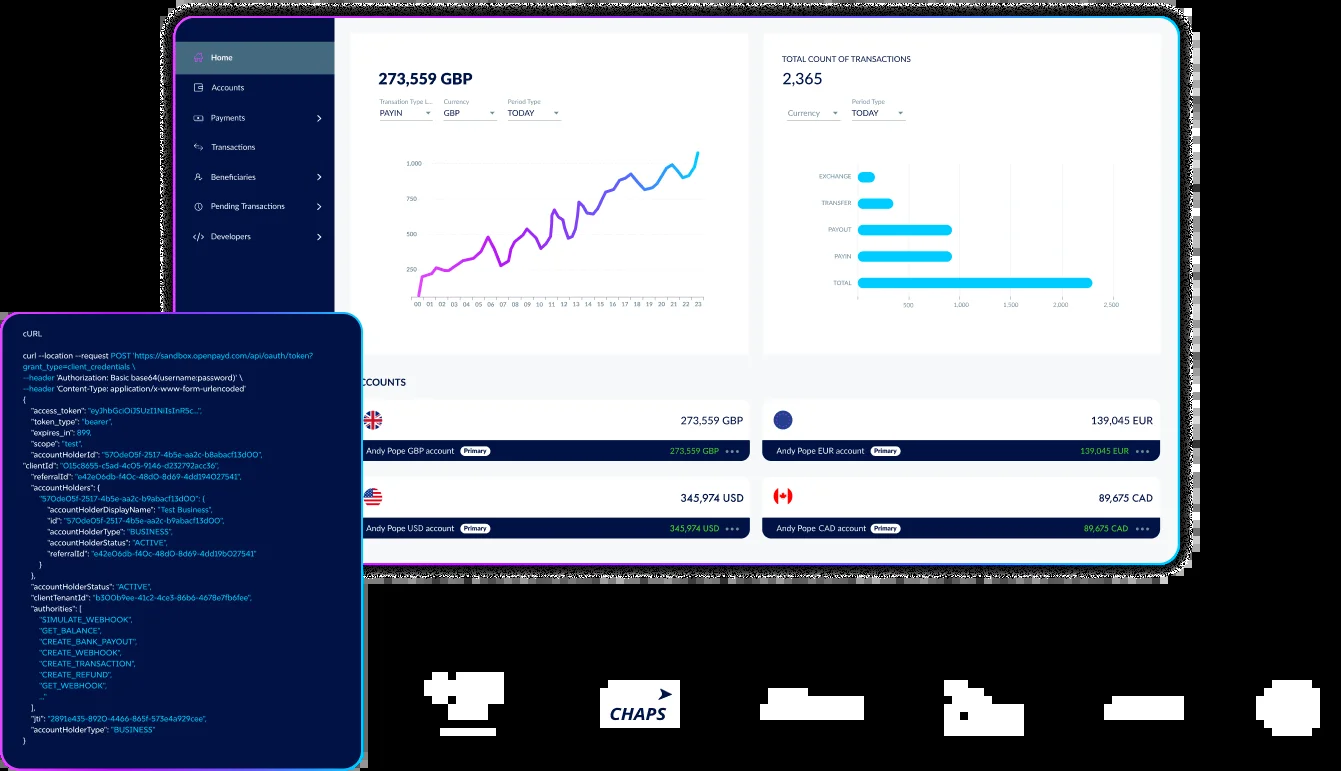 Home
Accounts
Payments
Transactions
Beneficiaries
Pending Transactions
Developers
273,559 GBP
Transation Type L... Currency Period Type
PAYIN GBP TODAY
1,000
750
500
250
00 01 02 03 04 05 06 07 08 09 10 11 12 13 14 15 16 17 18 19 20 21 22 23
TOTAL COUNT OF TRANSACTIONS
2,365
Period Type
Currency TODAY
EXCHANGE
TRANSFER
PAYOUT
PAYIN
TOTAL
500 1,000 1,500 2,000 2,500
CCOUNTS
273,559 GBP
Andy Pope GBP account Primary 273,559 GBP
139,045 EUR
Andy Pope EUR account Primary 139,045 EUR
345,974 USD
Andy Pope USD account Primary 345,974 USD
89,675 CAD
Andy Pope CAD account Primary 89,675 CAD
cURL
curl --location --request POST 'https://sandbox.openpayd.com/api/oauth/token?
grant_type=client_credentials \
--header 'Authorization: Basic base64(username:password)' \
--header 'Content-Type: application/x-www-form-urlencoded'
{
"access_token": "eyJhbGciOiJSUzI1NiIsInR5c...",
"token_type": "bearer",
"expires_in": 899,
"scope": "test",
"accountHolderId": "570de05f-2517-4b5e-aa2c-b8abacf13d00",
"clientId": "015c8655-c5ad-4c05-9146-d232792acc36",
"referralId": "e42e06db-f40c-48d0-8d69-4dd194027541",
"accountHolders": {
"570de05f-2517-4b5e-aa2c-b9abacf13d00": {
"accountHolderDisplayName": "Test Business",
"id": "570de05f-2517-4b5e-aa2c-b9abacf13d00",
"accountHolderType": "BUSINESS",
"accountHolderStatus": "ACTIVE",
"referralId": "e42e06db-f40c-48d0-8d69-4dd19b027541"
}
},
"accountHolderStatus": "ACTIVE",
"clientTenantId": "b300b9ee-41c2-4ce3-86b6-4678e7fb6fee",
"authorities": [
"SIMULATE_WEBHOOK",
"GET_BALANCE",
"CREATE_BANK_PAYOUT",
"CREATE_WEBHOOK",
"CREATE_TRANSACTION",
"CREATE_REFUND",
"GET_WEBHOOK",
..."
],
"jti": "2891e435-8920-4466-865f-573e4a929cee",
"accountHolderType": "BUSINESS"
}
CHAPS